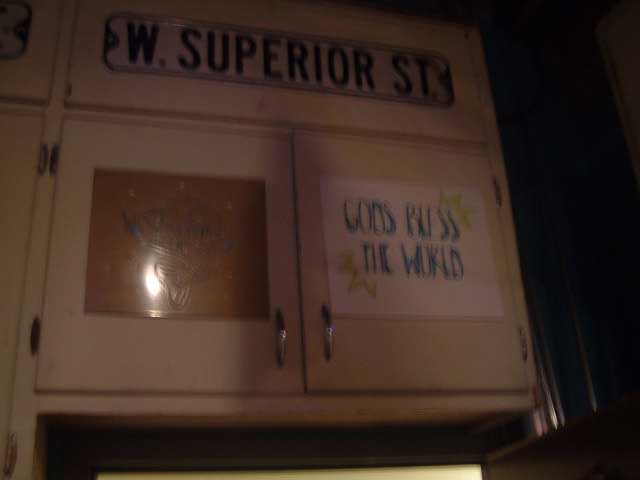 W. SUPERIOR ST.
GODS BLESS
THE WORLD